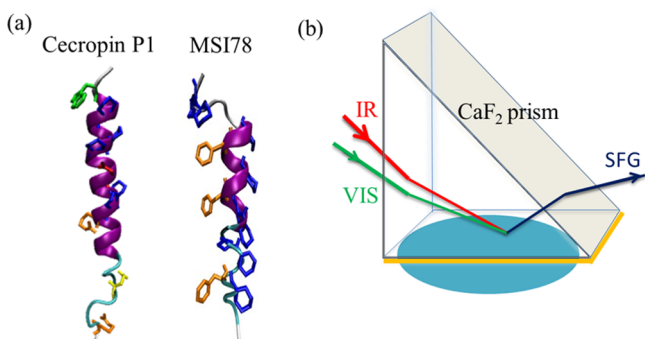 (a)
Cecropin P1
MSI78
(b)
IR
VIS
CaF₂ prism
SFG